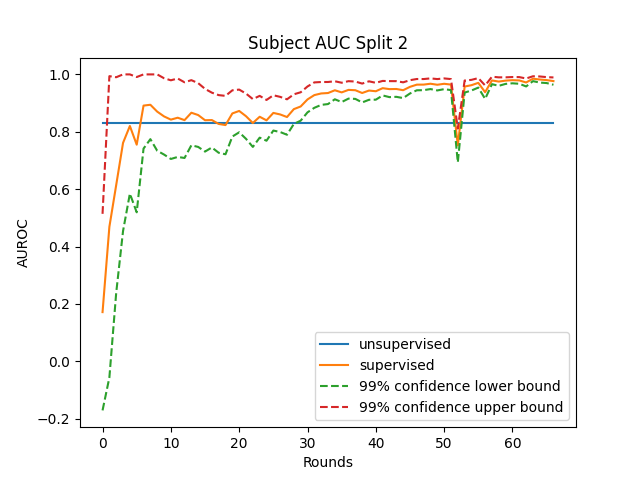 Subject AUC Split 2
AUROC
1.0
0.8
0.6
0.4
0.2
0.0
−0.2
0 10 20 30 40 50 60
Rounds
unsupervised
supervised
99% confidence lower bound
99% confidence upper bound